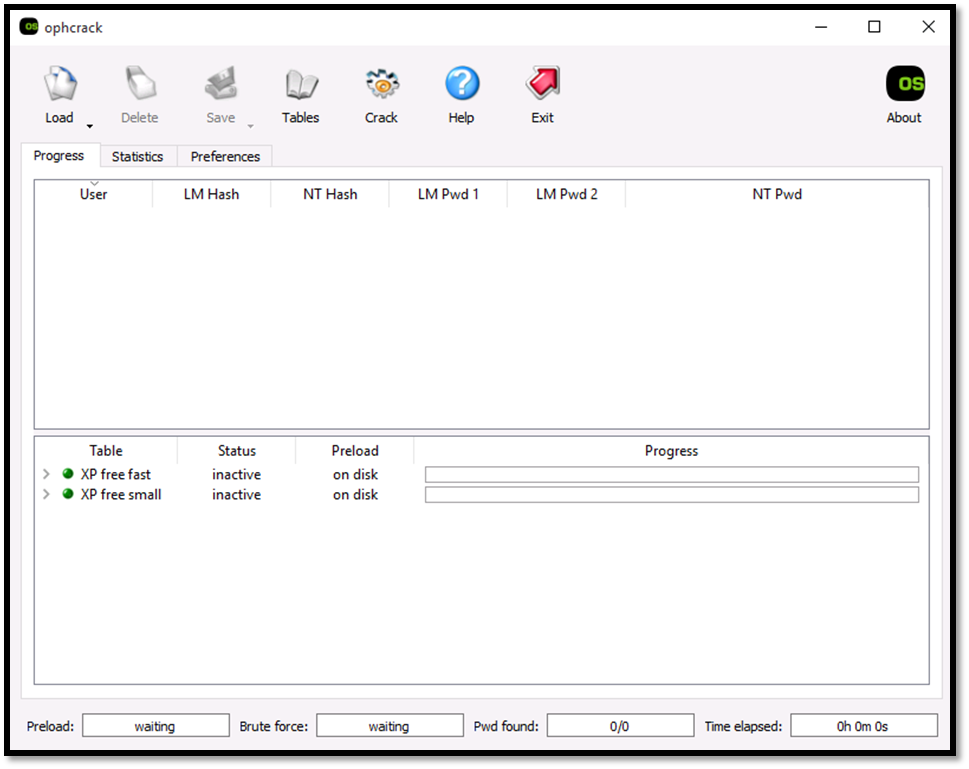 OS ophcrack
Load Delete Save Tables Crack Help Exit OS About
Progress Statistics Preferences
User LM Hash NT Hash LM Pwd 1 LM Pwd 2 NT Pwd
Table Status Preload Progress
XP free fast inactive on disk
XP free small inactive on disk
Preload: waiting Brute force: waiting Pwd found: 0/0 Time elapsed: 0h 0m 0s